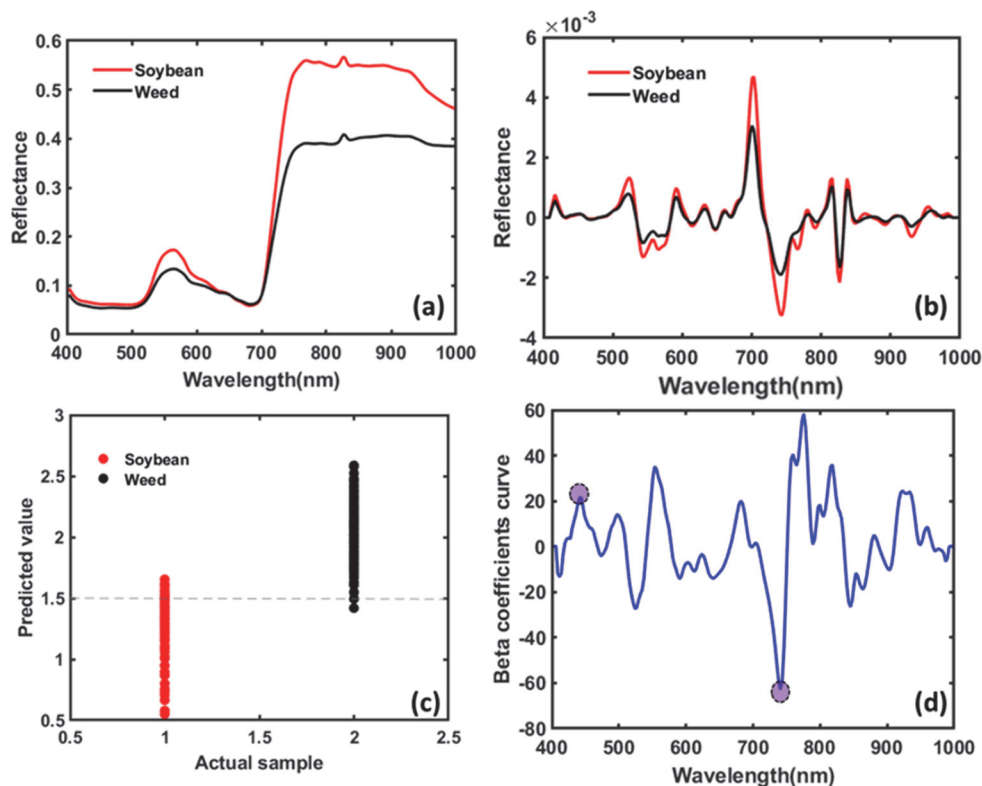 0.6
0.5
0.4
0.3
0.2
0.1
0
Reflectance
Soybean
Weed
(a)
400 500 600 700 800 900 1000
Wavelength(nm)
×10⁻³
6
4
2
0
-2
-4
Reflectance
Soybean
Weed
(b)
400 500 600 700 800 900 1000
Wavelength(nm)
3
2.5
2
1.5
1
0.5
Predicted value
Soybean
Weed
(c)
0.5 1 1.5 2 2.5
Actual sample
60
40
20
0
-20
-40
-60
-80
Beta coefficients curve
(d)
400 500 600 700 800 900 1000
Wavelength(nm)